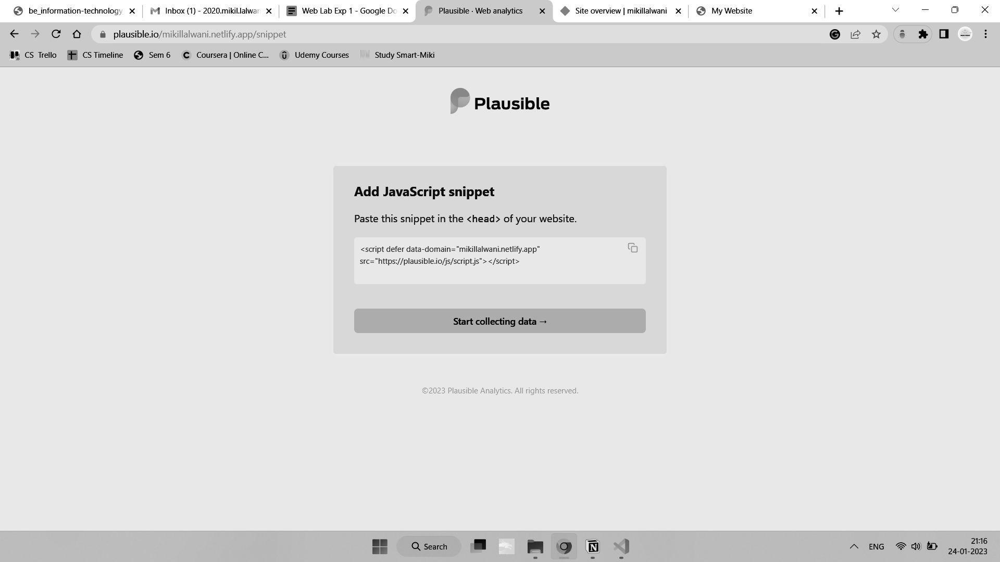 be_information-technology
Inbox (1) - 2020.mikil.lalwan
Web Lab Exp 1 - Google Do
Plausible · Web analytics
Site overview | mikillalwani
My Website
plausible.io/mikillalwani.netlify.app/snippet
CS Trello
CS Timeline
Sem 6
Coursera | Online C...
Udemy Courses
Study Smart-Miki
Plausible
Add JavaScript snippet
Paste this snippet in the <head> of your website.
<script defer data-domain="mikillalwani.netlify.app"
src="https://plausible.io/js/script.js"></script>
Start collecting data →
©2023 Plausible Analytics. All rights reserved.
Search
ENG
21:16
24-01-2023